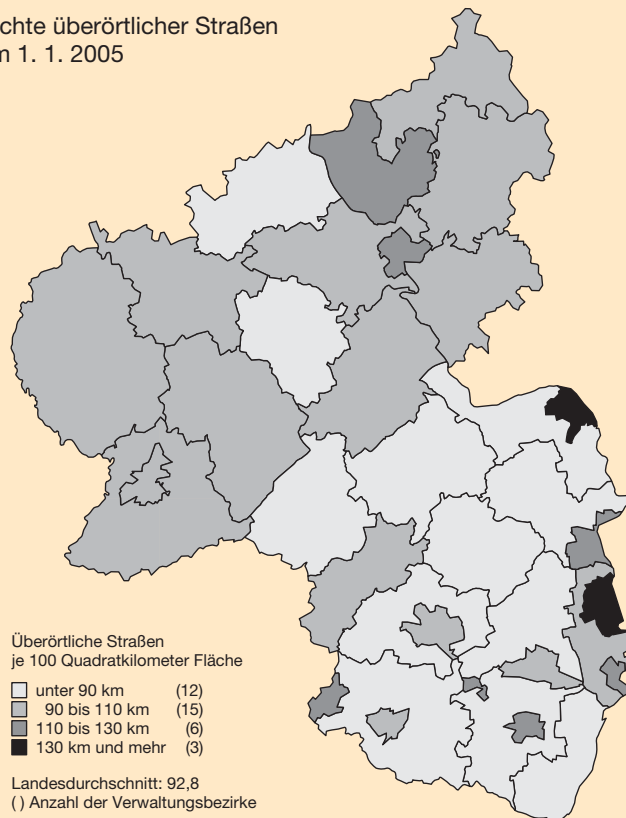 chte überörtlicher Straßen
m 1. 1. 2005
Überörtliche Straßen
je 100 Quadratkilometer Fläche
unter 90 km (12)
90 bis 110 km (15)
110 bis 130 km (6)
130 km und mehr (3)
Landesdurchschnitt: 92,8
( ) Anzahl der Verwaltungsbezirke